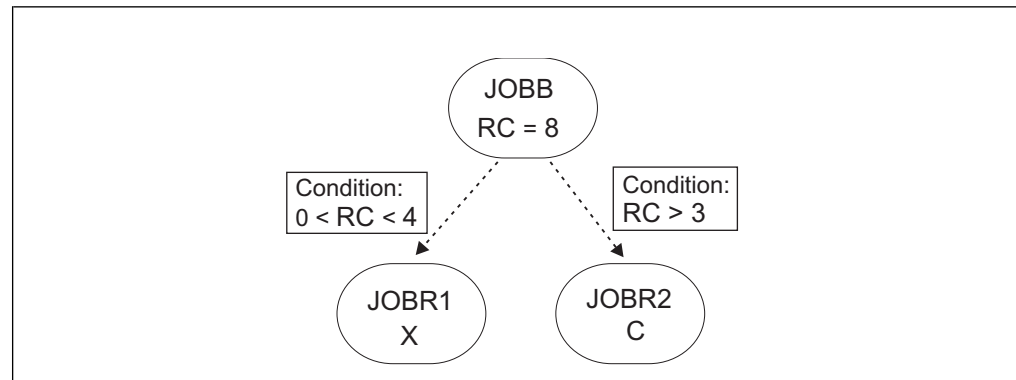 JOBB
RC = 8
Condition:
0 < RC < 4
Condition:
RC > 3
JOBR1
X
JOBR2
C